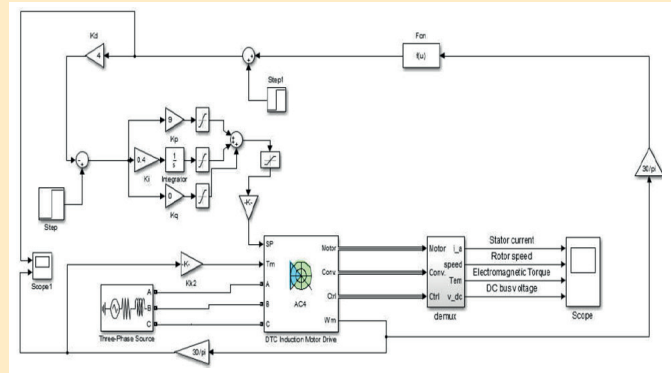 Kd
4
Fcn
f(u)
Step1
9
Kp
0.4
Ki
1
s
Integrator
0
Kq
30/pi
Step
-K-
SP
Scope1
-K-
Kk2
Tm
A
B
C
Three-Phase Source
A
B
C
AC4
Motor
Conv.
Ctrl
Wm
DTC Induction Motor Drive
Motor
Conv.
Ctrl
i_a
speed
Tem
v_dc
demux
Stator current
Rotor speed
Electromagnetic Torque
DC bus voltage
Scope
30/pi